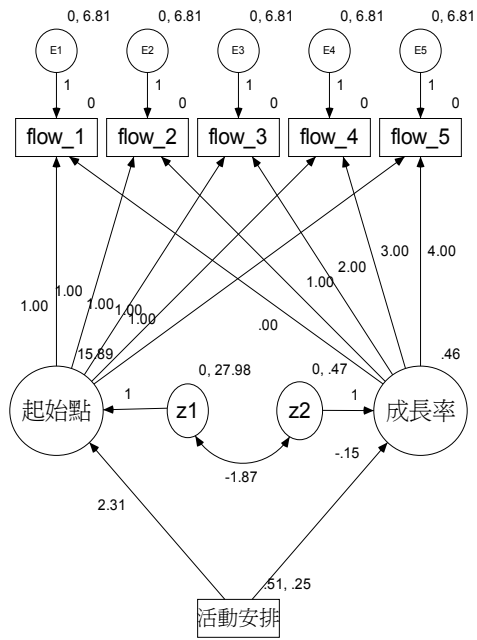 0, 6.81 0, 6.81 0, 6.81 0, 6.81 0, 6.81
E1 E2 E3 E4 E5
1 1 1 1 1
0 0 0 0 0
flow_1 flow_2 flow_3 flow_4 flow_5
3.00 4.00
2.00
1.00
1.00 1.00 1.00 1.00 1.00
.00
15.89 .46
0, 27.98 0, .47
起始點 1 z1 z2 1 成長率
-1.87
-.15
2.31
.51, .25
活動安排